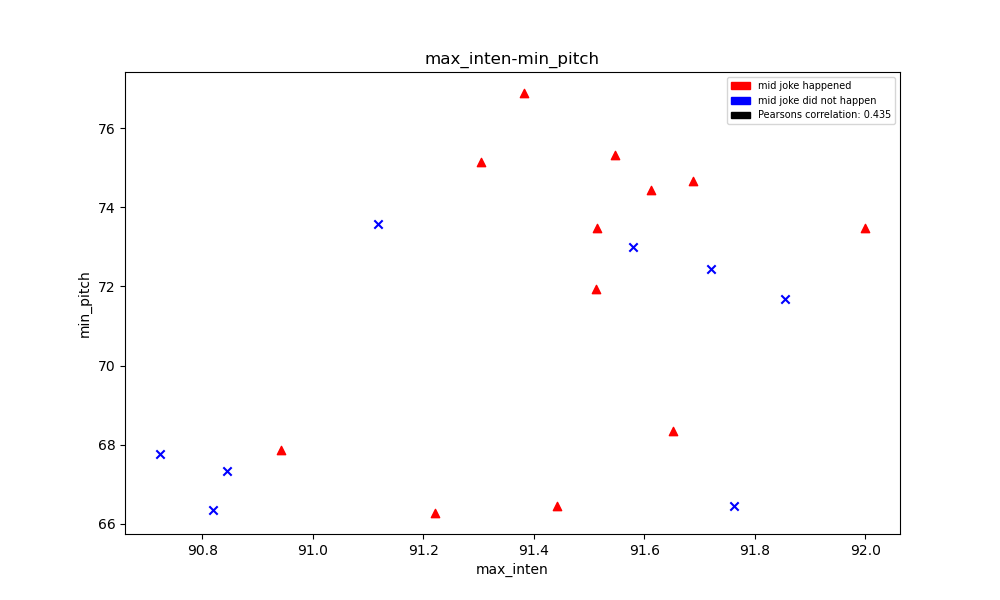 max_inten-min_pitch
mid joke happened
mid joke did not happen
Pearsons correlation: 0.435
min_pitch
76
74
72
70
68
66
90.8 91.0 91.2 91.4 91.6 91.8 92.0
max_inten